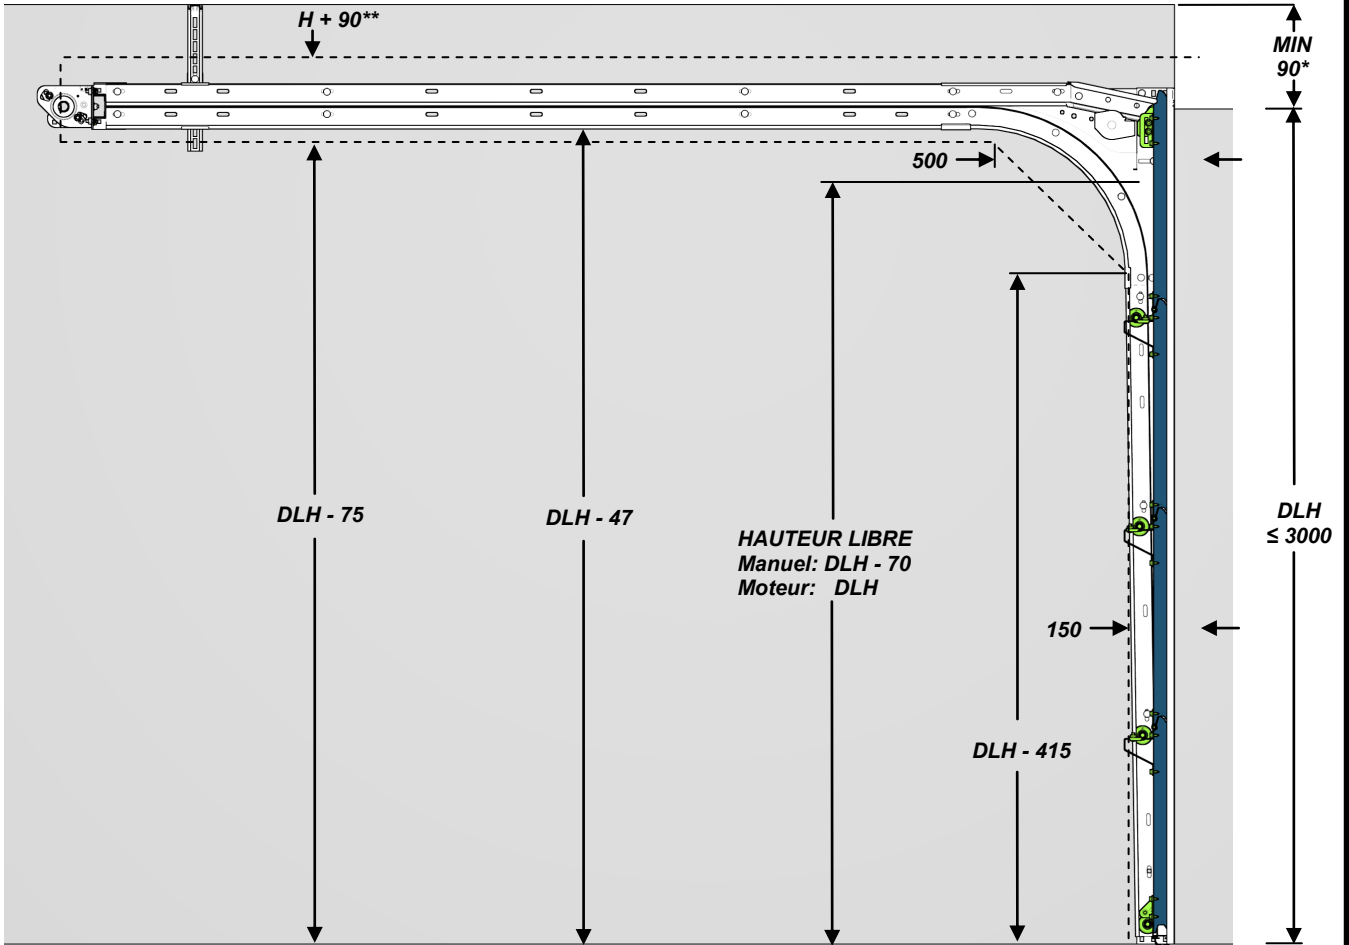 H + 90**
MIN
90*
500
DLH - 75
DLH - 47
HAUTEUR LIBRE
Manuel: DLH - 70
Moteur: DLH
DLH
≤ 3000
150
DLH - 415